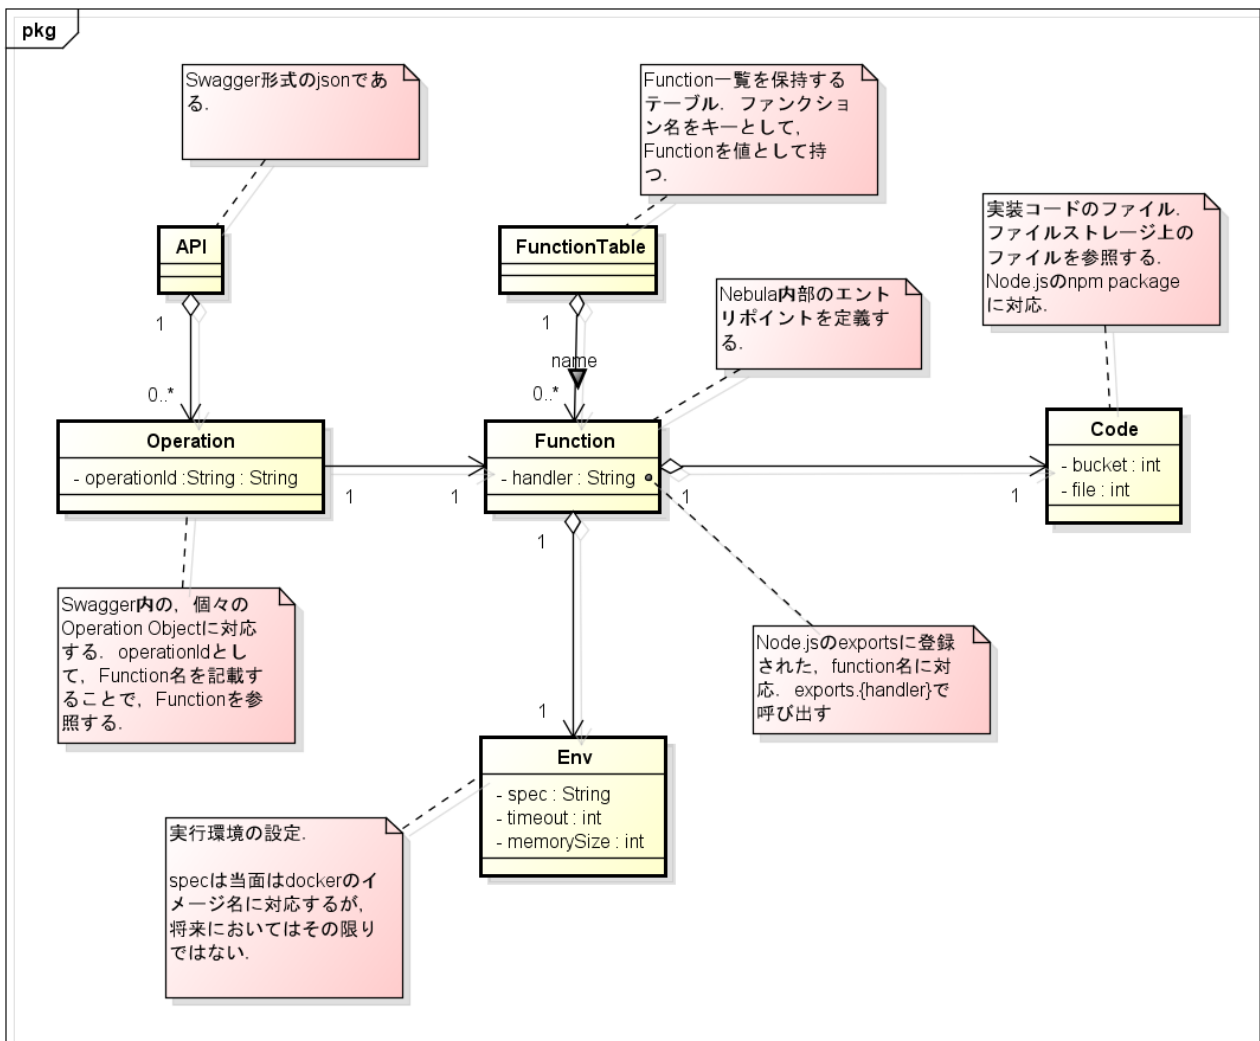 pkg
Swagger形式のjsonであ
る.
Function一覧を保持する
テーブル．ファンクショ
ン名をキーとして，
Functionを値として持
つ.
実装コードのファイル.
ファイルストレージ上の
ファイルを参照する.
Node.jsのnpm package
に対応.
API
FunctionTable
Nebula内部のエント
リポイントを定義す
る.
1
1
name
0..*
0..*
Operation
- operationId :String : String
Function
- handler : String
Code
- bucket : int
- file : int
1
1
1
1
1
Swagger内の，個々の
Operation Objectに対応
する．operationIdとし
て，Function名を記載す
ることで，Functionを参
照する.
Node.jsのexportsに登録
された，function名に対
応．exports.{handler}で
呼び出す
1
Env
- spec : String
- timeout : int
- memorySize : int
実行環境の設定.
specは当面はdockerのイ
メージ名に対応するが，
将来においてはその限り
ではない.